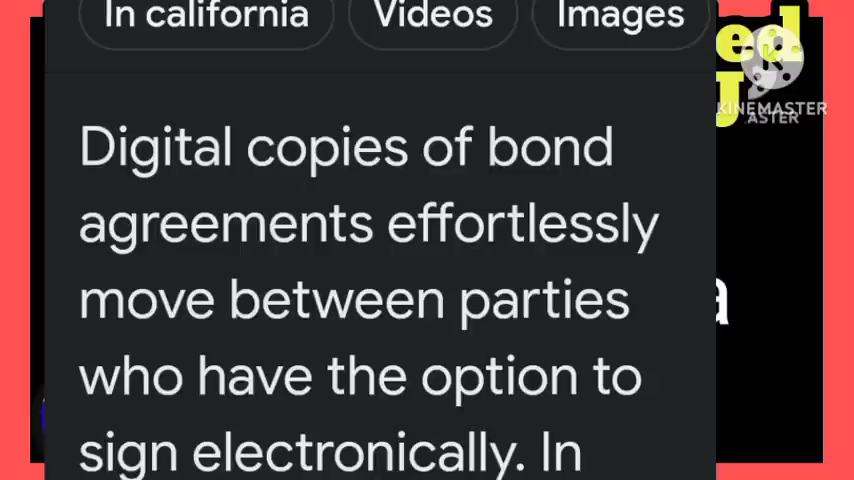 In california
Videos
Images
ed
J
KINEMASTER
Digital copies of bond
agreements effortlessly
move between parties
who have the option to
sign electronically. In
a